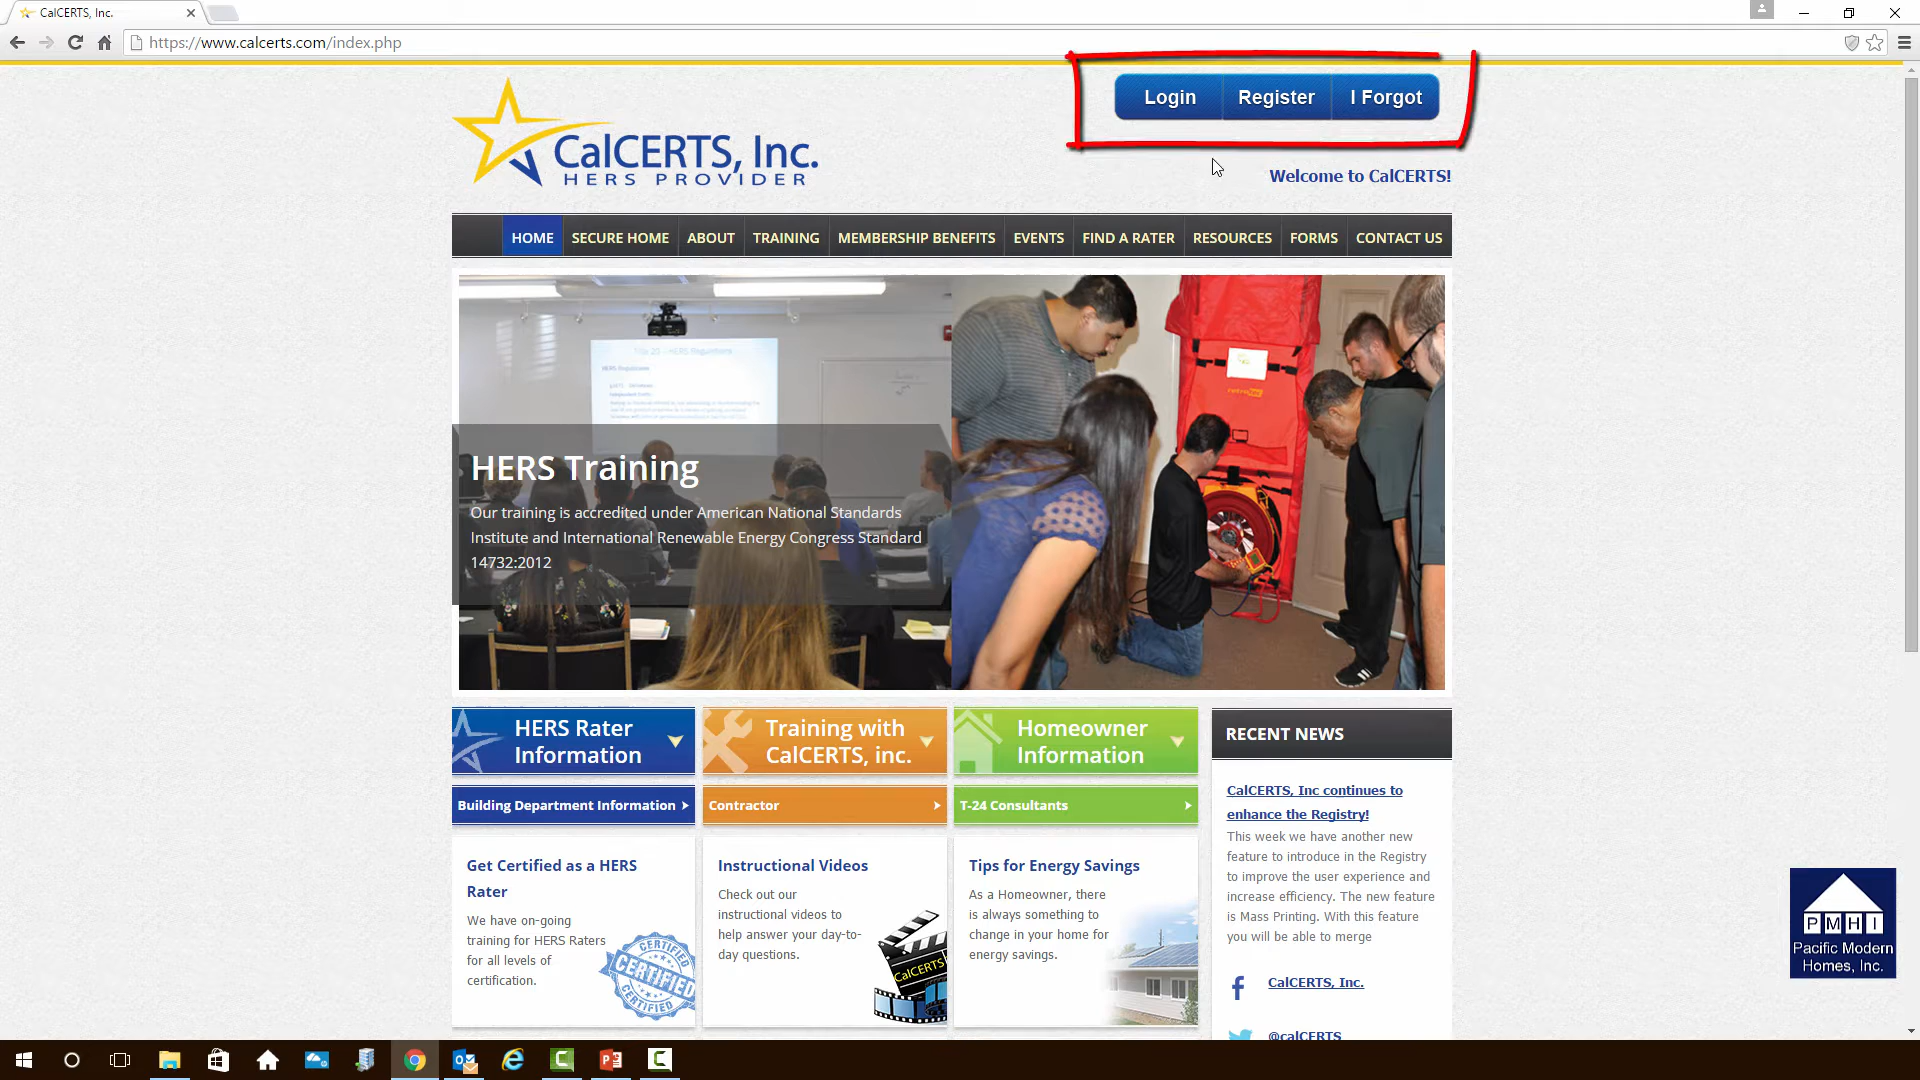 CalCERTS, Inc.
https://www.calcerts.com/index.php
Login Register I Forgot
CalCERTS, Inc.
HERS PROVIDER
Welcome to CalCERTS!
HOME SECURE HOME ABOUT TRAINING MEMBERSHIP BENEFITS EVENTS FIND A RATER RESOURCES FORMS CONTACT US
HERS Training
Our training is accredited under American National Standards
Institute and International Renewable Energy Congress Standard
14732:2012
HERS Rater
Information
Training with
CalCERTS, inc.
Homeowner
Information
RECENT NEWS
Building Department Information
Contractor
T-24 Consultants
Get Certified as a HERS
Rater
We have on-going
training for HERS Raters
for all levels of
certification.
CERTIFIED
CERTIFIED
CERTIFIED
Instructional Videos
Check out our
instructional videos to
help answer your day-to-
day questions.
CalCERTS
Tips for Energy Savings
As a Homeowner, there
is always something to
change in your home for
energy savings.
CalCERTS, Inc continues to
enhance the Registry!
This week we have another new
feature to introduce in the Registry
to improve the user experience and
increase efficiency. The new feature
is Mass Printing. With this feature
you will be able to merge
CalCERTS, Inc.
@calCERTS
PMHI
Pacific Modern
Homes, Inc.